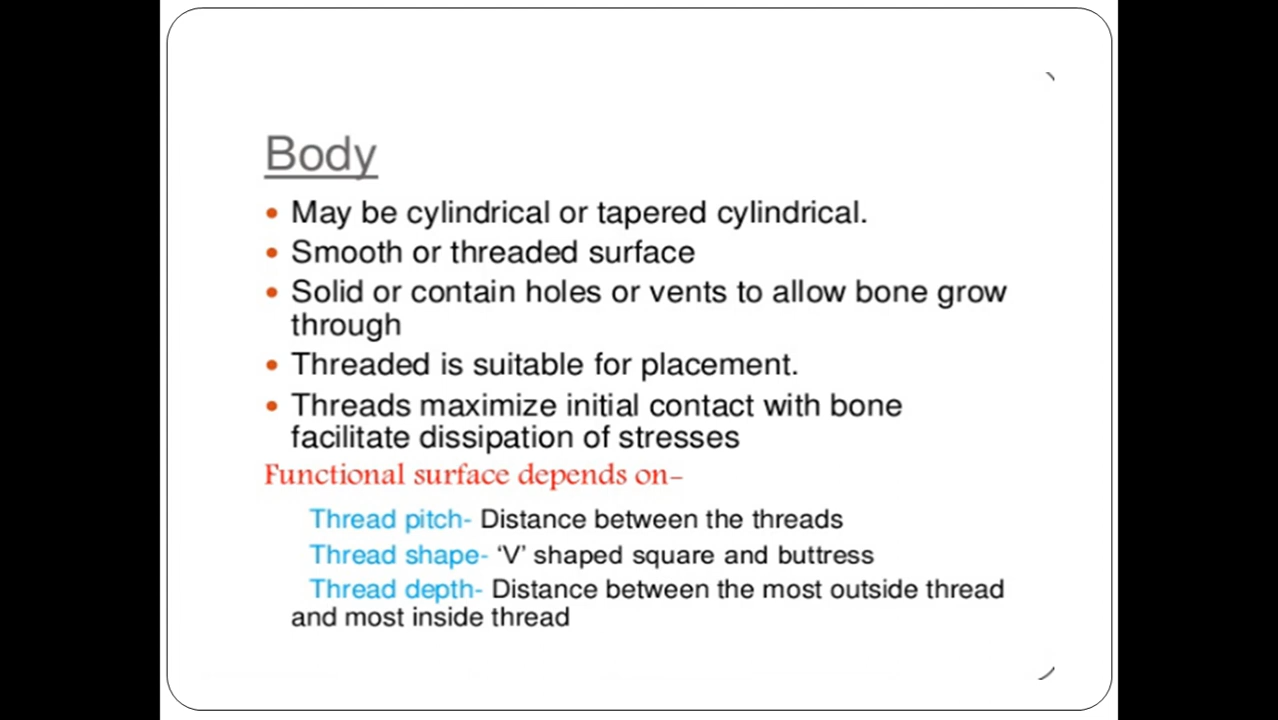 Body
• May be cylindrical or tapered cylindrical.
• Smooth or threaded surface
• Solid or contain holes or vents to allow bone grow
through
• Threaded is suitable for placement.
• Threads maximize initial contact with bone
facilitate dissipation of stresses
Functional surface depends on-
Thread pitch- Distance between the threads
Thread shape- ‘V’ shaped square and buttress
Thread depth- Distance between the most outside thread
and most inside thread